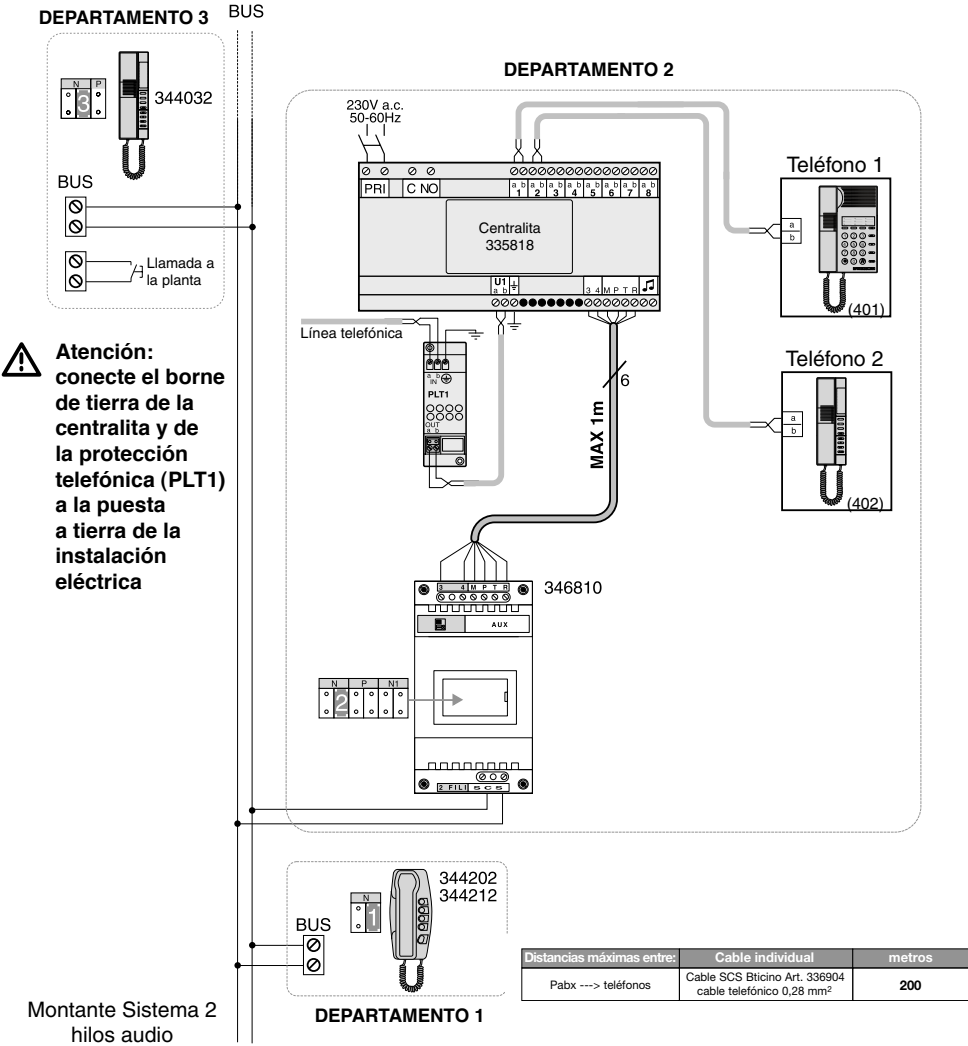 DEPARTAMENTO 3
BUS
N P
3
344032
BUS
Llamada a
la planta
Atención:
conecte el borne
de tierra de la
centralita y de
la protección
telefónica (PLT1)
a la puesta
a tierra de la
instalación
eléctrica
DEPARTAMENTO 2
230V a.c.
50-60Hz
PRI
C NO
a b a b a b a b a b a b a b a b
1 2 3 4 5 6 7 8
Centralita
335818
U1
a b
3 4 M P T R
Línea telefónica
a b
IN
PLT1
OUT
a b
MAX 1m
6
Teléfono 1
a
b
(401)
Teléfono 2
a
b
(402)
346810
3 4 M P T R
AUX
N P N1
2
2 FILI S C S
N
1
344202
344212
BUS
DEPARTAMENTO 1
Distancias máximas entre: Cable individual metros
Pabx ---> teléfonos Cable SCS Bticino Art. 336904
cable telefónico 0,28 mm² 200
Montante Sistema 2
hilos audio